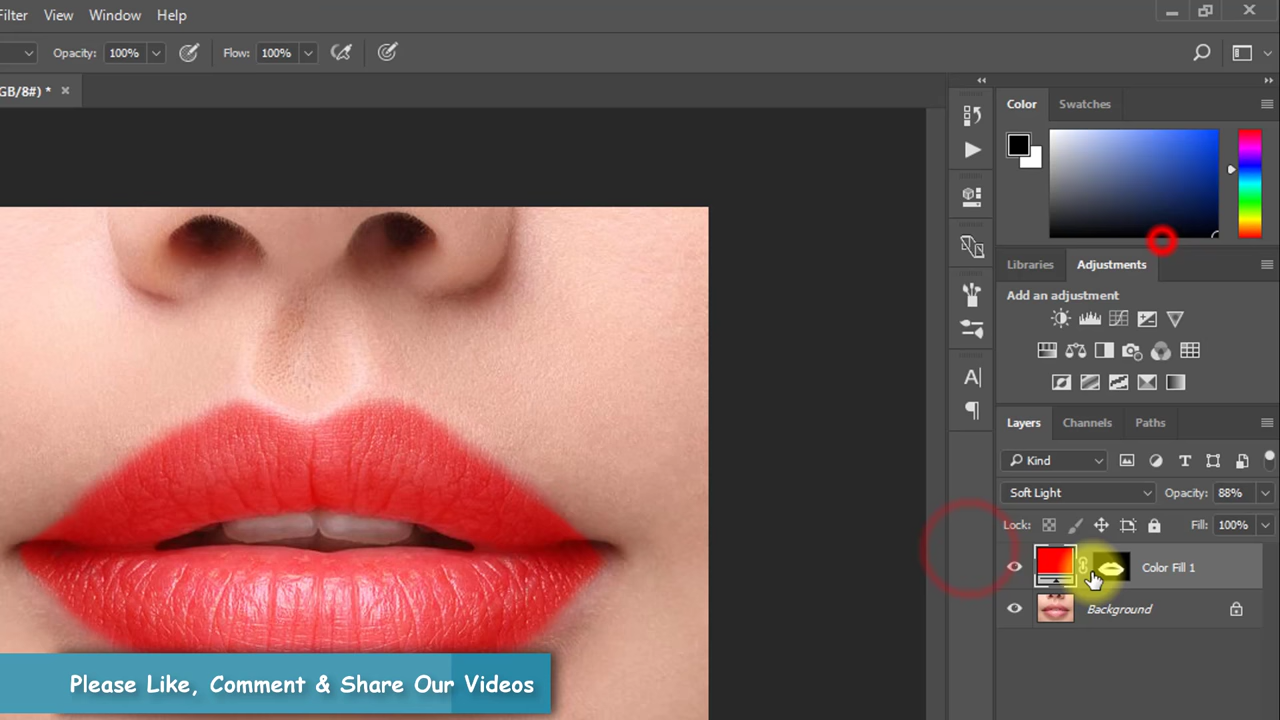 Filter View Window Help
Opacity: 100% Flow: 100%
GB/8#) *
Color Swatches
Libraries Adjustments
Add an adjustment
Layers Channels Paths
Kind
Soft Light Opacity: 88%
Lock: Fill: 100%
Color Fill 1
Background
Please Like, Comment & Share Our Videos